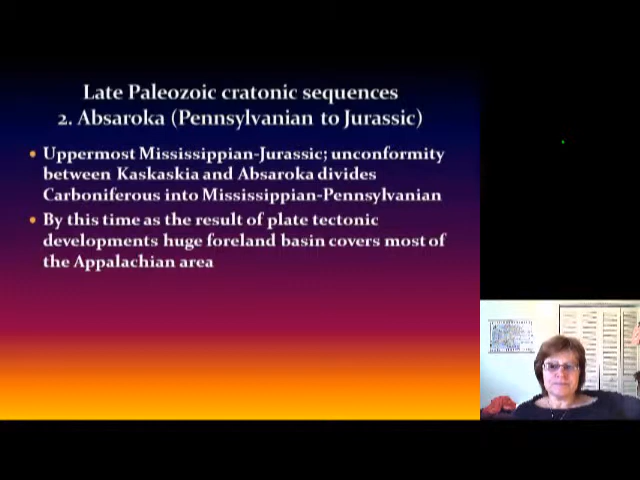 Late Paleozoic cratonic sequences
2. Absaroka (Pennsylvanian to Jurassic)
Uppermost Mississippian-Jurassic; unconformity
between Kaskaskia and Absaroka divides
Carboniferous into Mississippian-Pennsylvanian
By this time as the result of plate tectonic
developments huge foreland basin covers most of
the Appalachian area